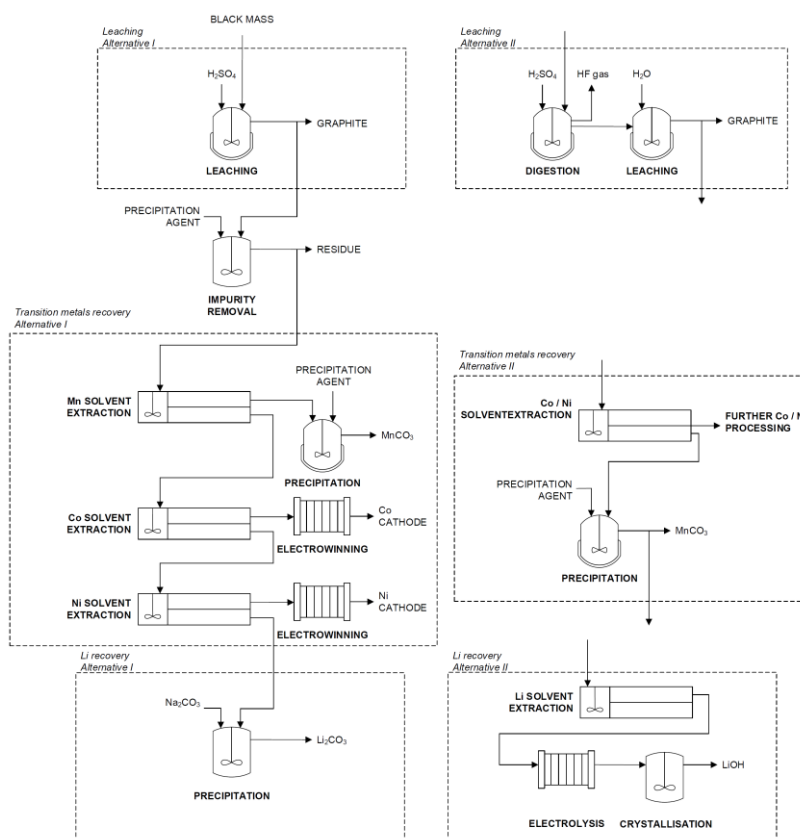 BLACK MASS
Leaching
Alternative I
H₂SO₄
GRAPHITE
LEACHING
Leaching
Alternative II
H₂SO₄
HF gas
H₂O
GRAPHITE
DIGESTION
LEACHING
PRECIPITATION
AGENT
RESIDUE
IMPURITY
REMOVAL
Transition metals recovery
Alternative I
PRECIPITATION
AGENT
Mn SOLVENT
EXTRACTION
MnCO₃
PRECIPITATION
Co SOLVENT
EXTRACTION
Co
CATHODE
ELECTROWINNING
Ni SOLVENT
EXTRACTION
Ni
CATHODE
ELECTROWINNING
Transition metals recovery
Alternative II
Co / Ni
SOLVENTEXTRACTION
FURTHER Co / N
PROCESSING
PRECIPITATION
AGENT
MnCO₃
PRECIPITATION
Li recovery
Alternative I
Na₂CO₃
Li₂CO₃
PRECIPITATION
Li recovery
Alternative II
Li SOLVENT
EXTRACTION
LiOH
ELECTROLYSIS
CRYSTALLISATION